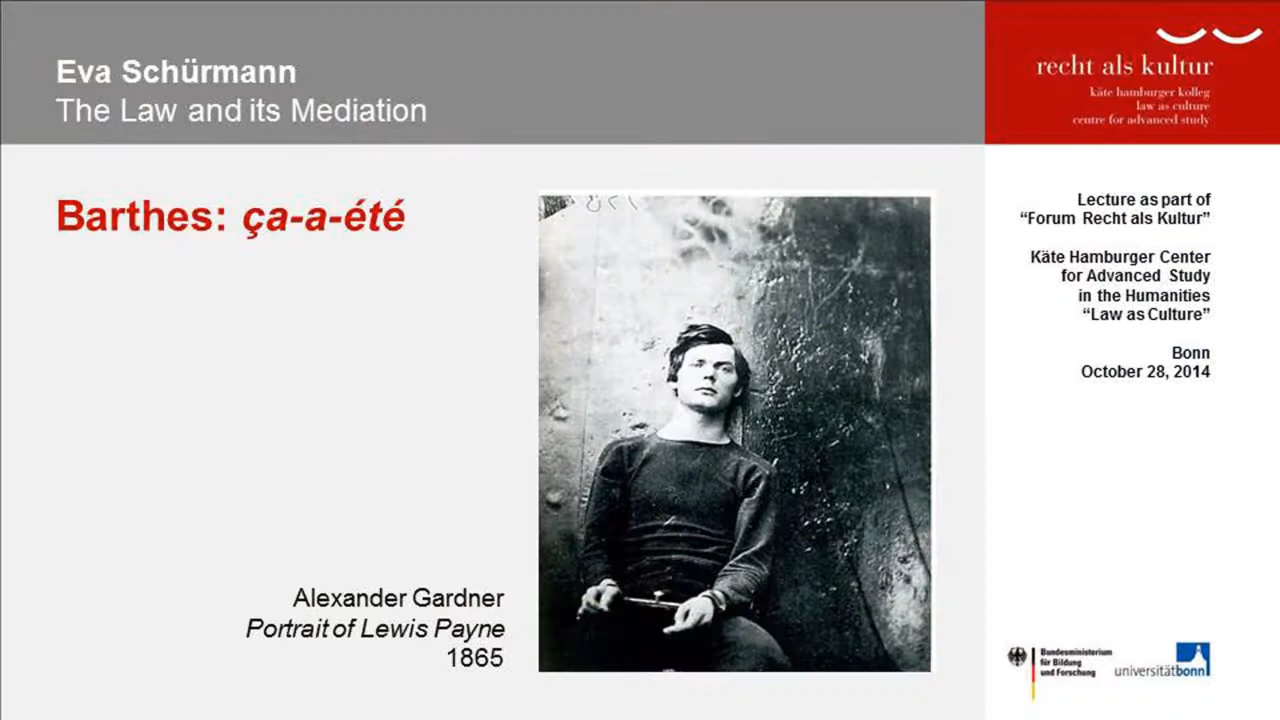 Eva Schürmann
The Law and its Mediation
recht als kultur
käte hamburger kolleg
law as culture
centre for advanced study
Barthes: ça-a-été
Alexander Gardner
Portrait of Lewis Payne
1865
Lecture as part of
“Forum Recht als Kultur”
Käte Hamburger Center
for Advanced Study
in the Humanities
“Law as Culture”
Bonn
October 28, 2014
Bundesministerium
für Bildung
und Forschung
universitätbonn